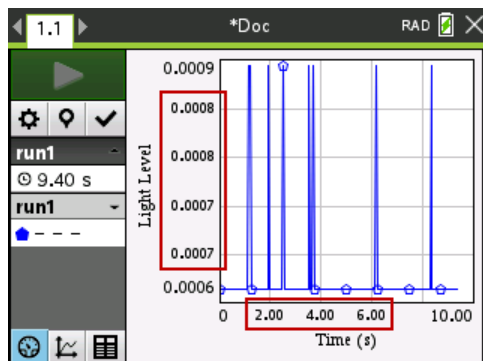 1.1
*Doc
RAD
run1
9.40 s
run1
Light Level
0.0009
0.0008
0.0008
0.0007
0.0007
0.0006
0 2.00 4.00 6.00 10.00
Time (s)